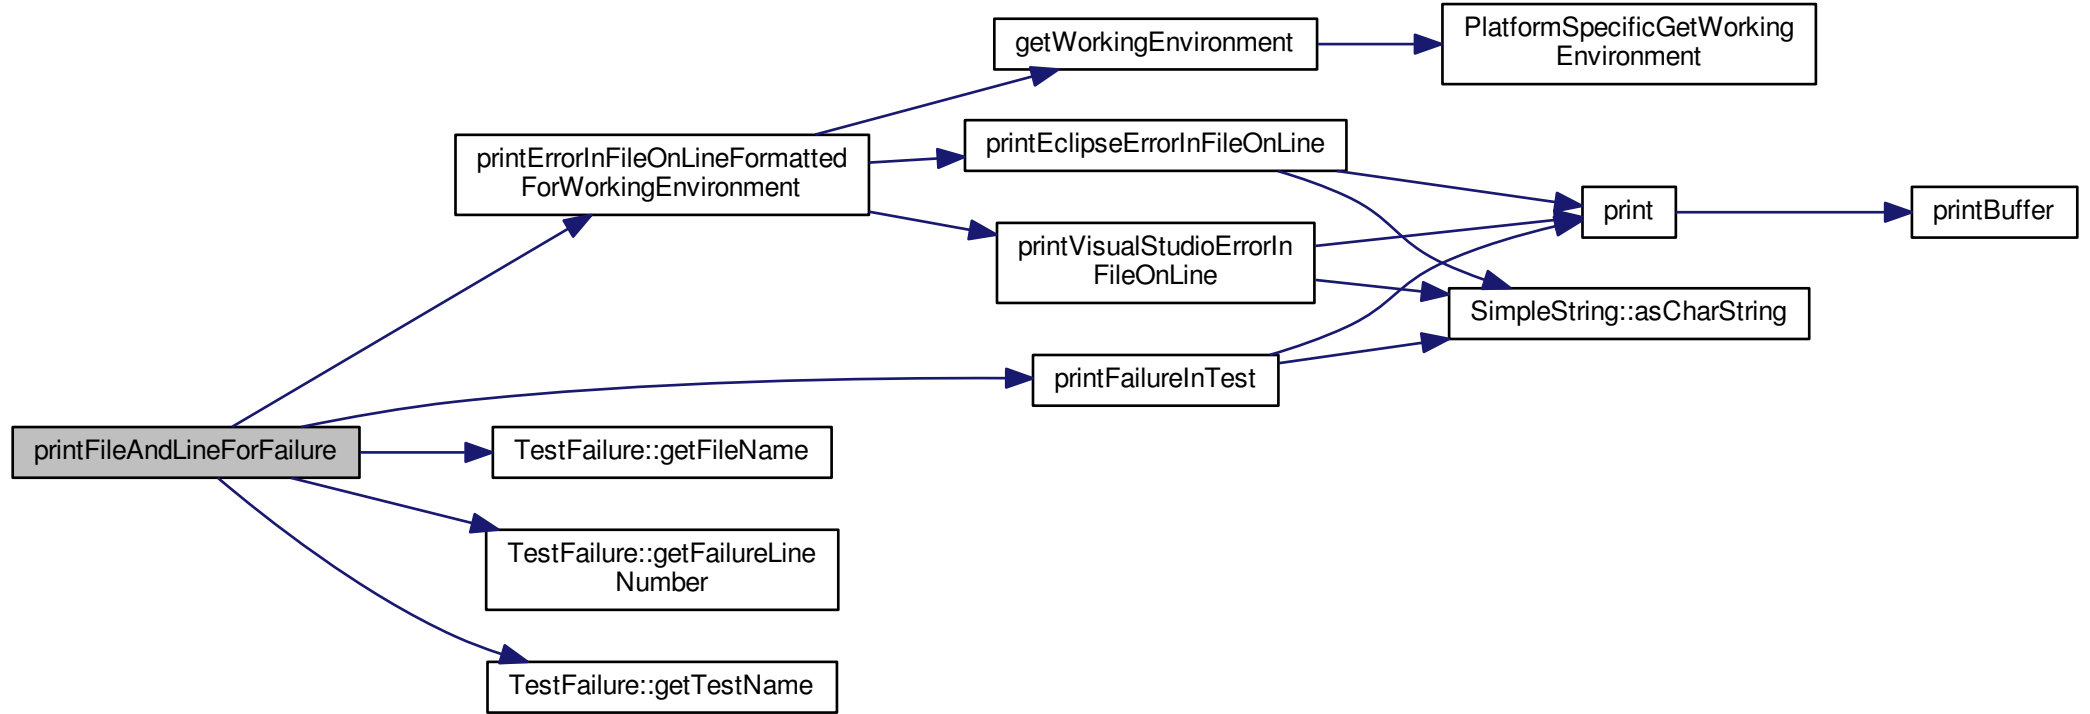 getWorkingEnvironment
PlatformSpecificGetWorking
Environment
printErrorInFileOnLineFormatted
ForWorkingEnvironment
printEclipseErrorInFileOnLine
printVisualStudioErrorIn
FileOnLine
print
printBuffer
SimpleString::asCharString
printFailureInTest
printFileAndLineForFailure
TestFailure::getFileName
TestFailure::getFailureLine
Number
TestFailure::getTestName